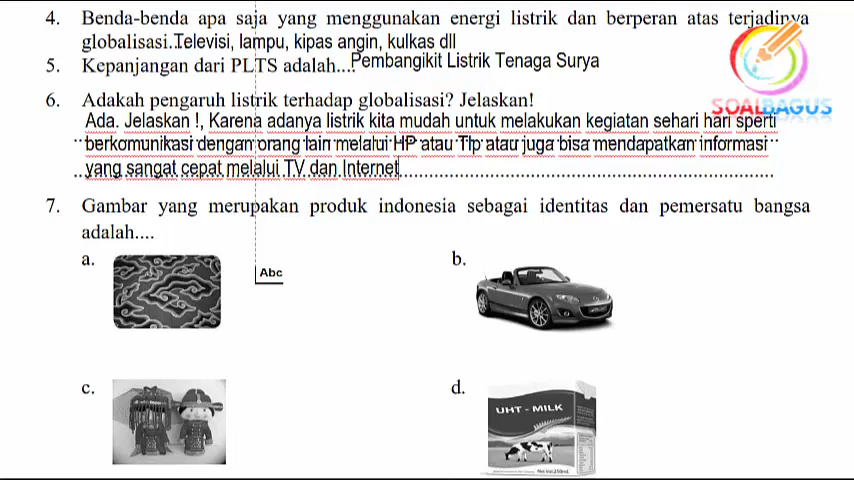 4. Benda-benda apa saja yang menggunakan energi listrik dan berperan atas terjadinya
globalisasi..Televisi, lampu, kipas angin, kulkas dll
5. Kepanjangan dari PLTS adalah....Pembangikit Listrik Tenaga Surya
SOALBAGUS
6. Adakah pengaruh listrik terhadap globalisasi? Jelaskan!
Ada. Jelaskan !, Karena adanya listrik kita mudah untuk melakukan kegiatan sehari hari sperti
berkomunikasi dengan orang lain melalui HP atau Tlp atau juga bisa mendapatkan informasi
yang sangat cepat melalui TV dan Internet
7. Gambar yang merupakan produk indonesia sebagai identitas dan pemersatu bangsa
adalah....
a.
b.
Abc
c.
d.
UHT - MILK